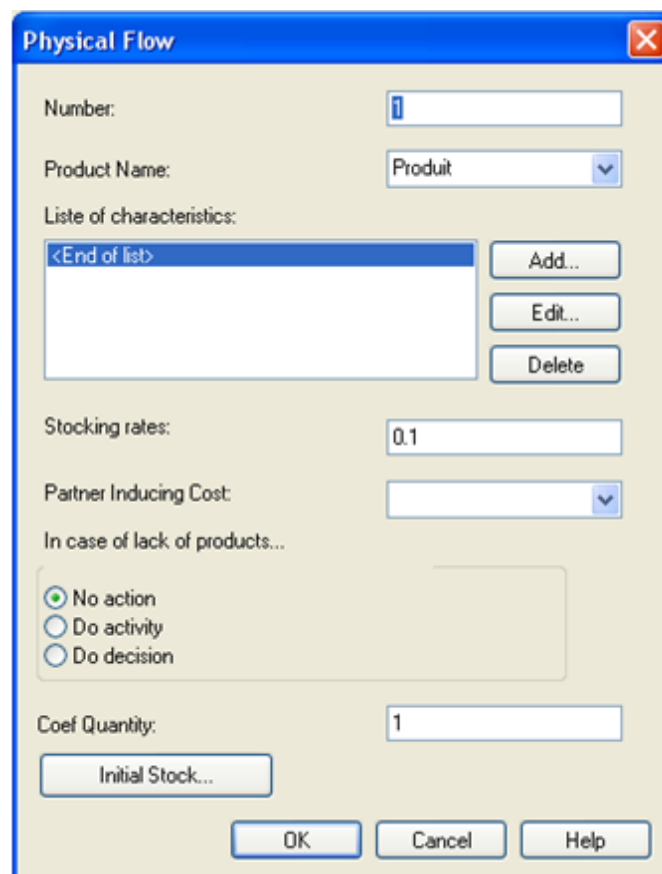 Physical Flow
Number: 1
Product Name: Produit
Liste of characteristics:
<End of list>
Add...
Edit...
Delete
Stocking rates: 0.1
Partner Inducing Cost:
In case of lack of products...
No action
Do activity
Do decision
Coef Quantity: 1
Initial Stock...
OK Cancel Help